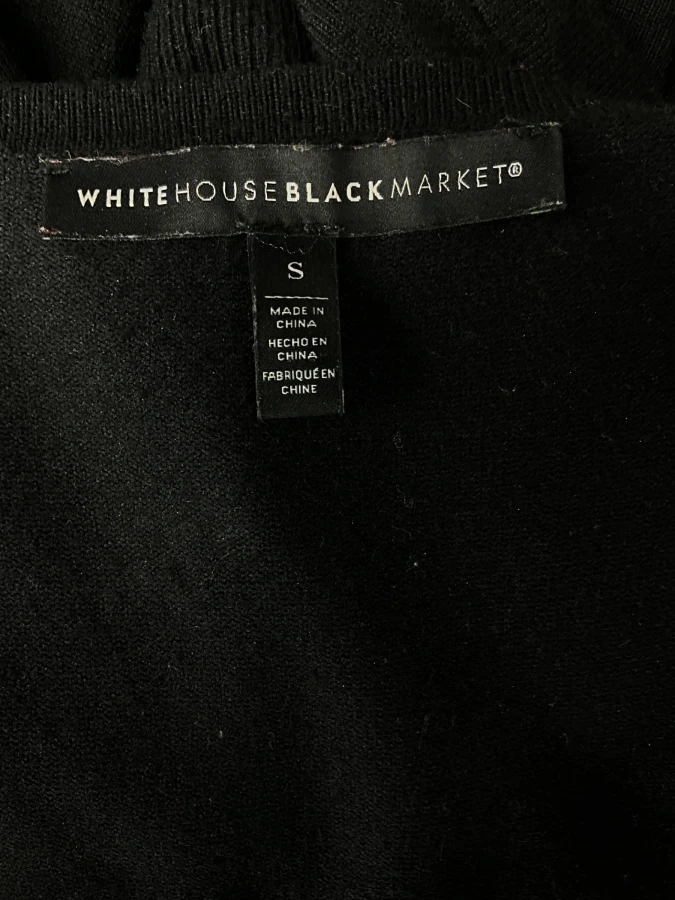 WHITEHOUSEBLACKMARKET®
S
MADE IN
CHINA
HECHO EN
CHINA
FABRIQUÉ EN
CHINE